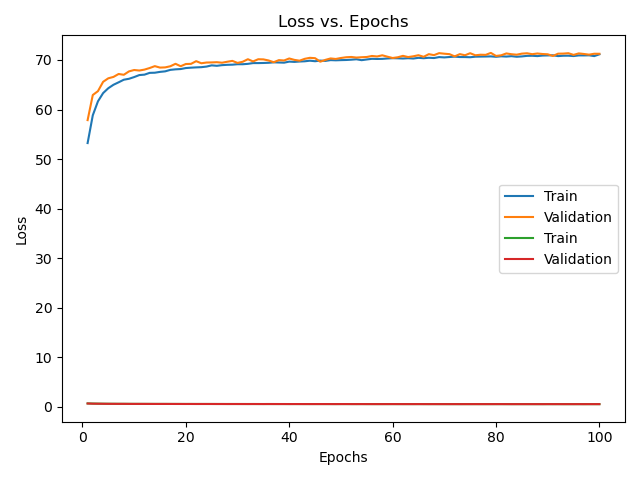 Loss vs. Epochs
Loss
70
60
50
40
30
20
10
0
Train
Validation
Train
Validation
0 20 40 60 80 100
Epochs